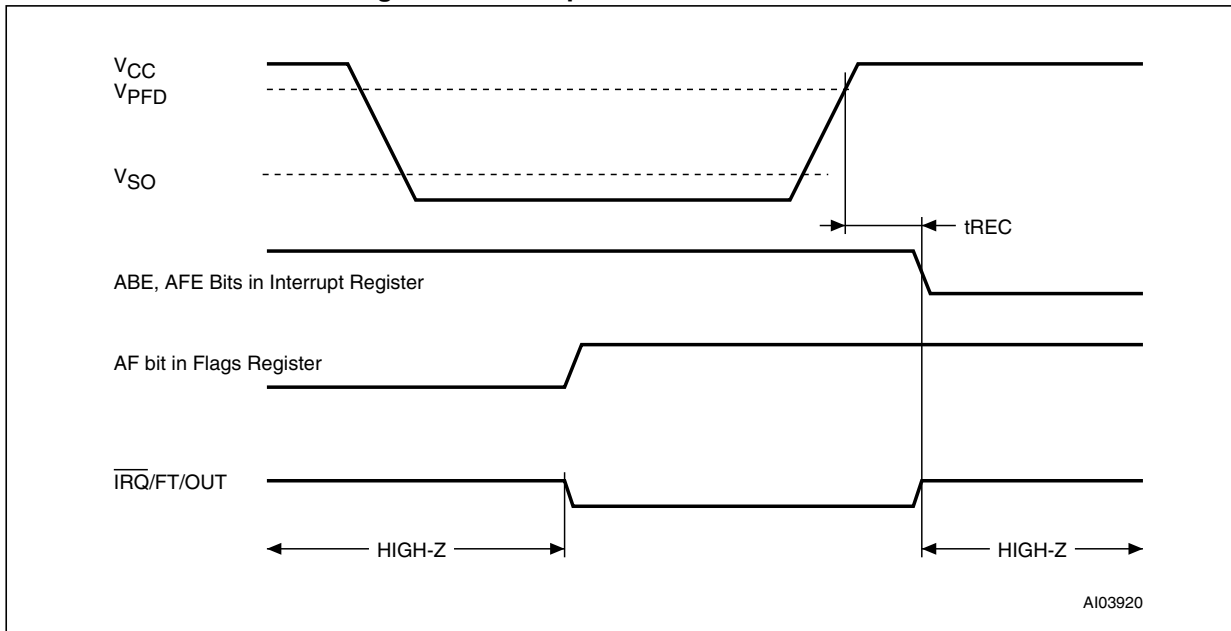 VCC
VPFD
VSO
tREC
ABE, AFE Bits in Interrupt Register
AF bit in Flags Register
IRQ/FT/OUT
HIGH-Z
HIGH-Z
AI03920